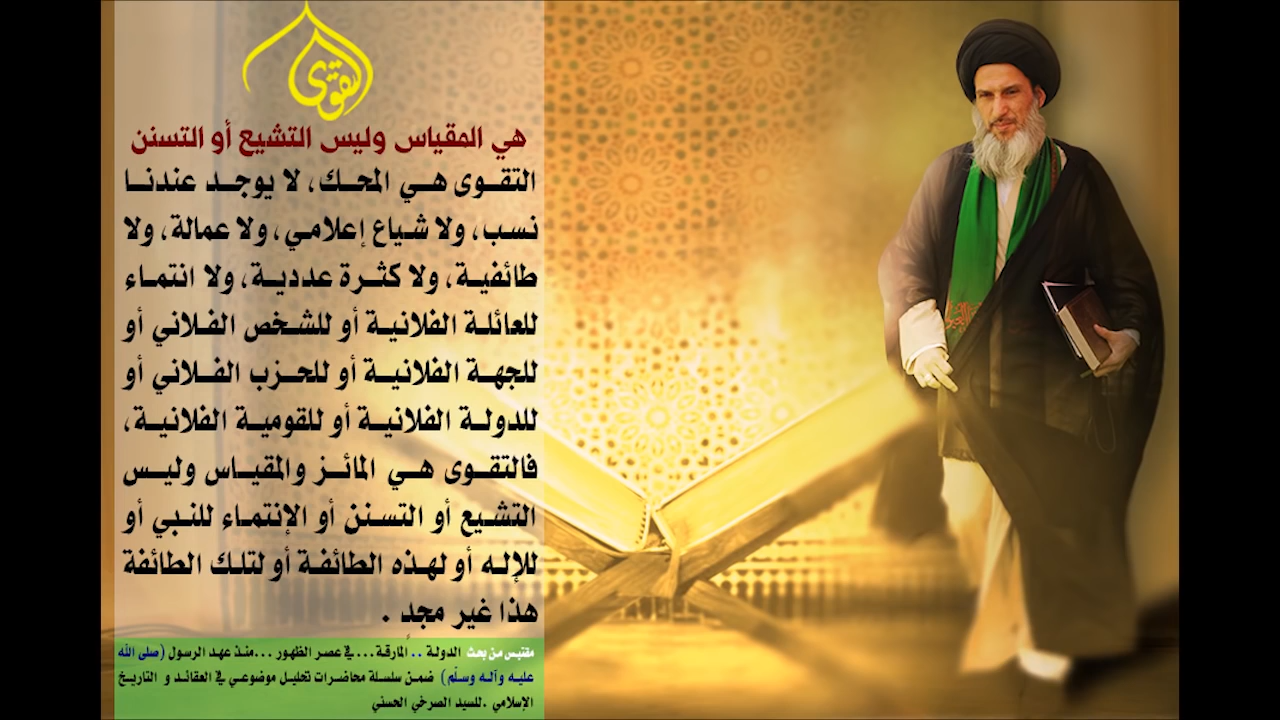 التقوى
هي المقياس وليس التشيع أو التسنن
التقوى هي المحك، لا يوجد عندنا
نسب، ولا شياع إعلامي، ولا عمالة، ولا
طائفية، ولا كثرة عددية، ولا انتماء
للعائلة الفلانية أو للشخص الفلاني أو
للجهة الفلانية أو للحزب الفلاني أو
للدولة الفلانية أو للقومية الفلانية،
فالتقوى هي المائز والمقياس وليس
التشيع أو التسنن أو الإنتماء للنبي أو
للإله أو لهذه الطائفة أو لتلك الطائفة
هذا غير مجدٍ .
مقتبس من بحث الدولة .. المارقة... في عصر الظهور ...منذ عهد الرسول (صلى الله
عليه وآله وسلّم) ضمن سلسلة محاضرات تحليل موضوعي في العقائد و التاريخ
الإسلامي .للسيد الصرخي الحسني